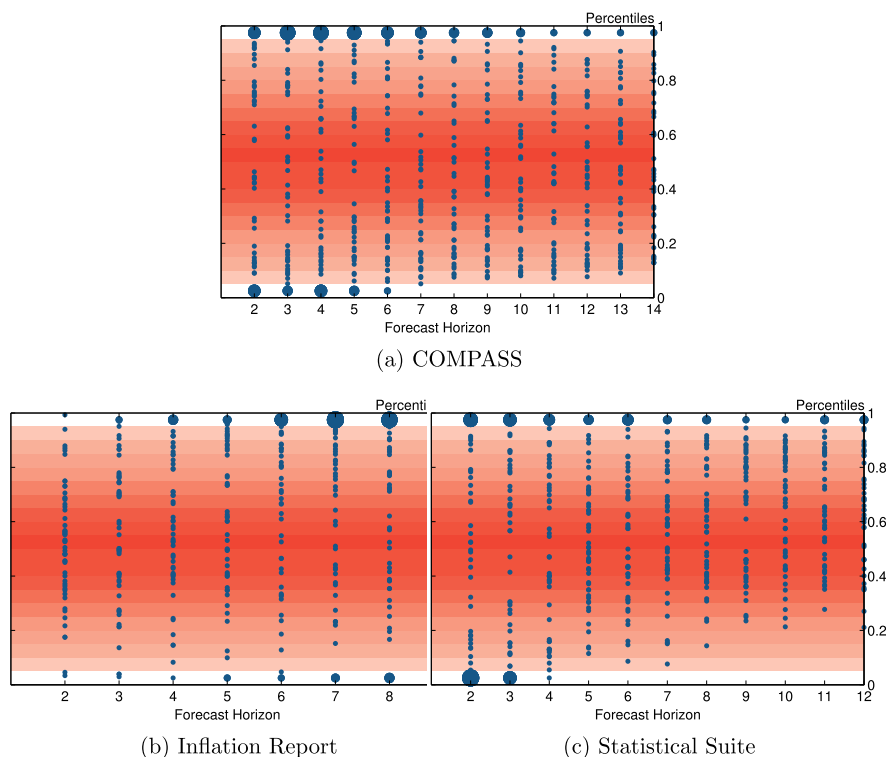 Percentiles
1
0.8
0.6
0.4
0.2
0
2 3 4 5 6 7 8 9 10 11 12 13 14
Forecast Horizon
(a) COMPASS
Percenti
2 3 4 5 6 7 8
Forecast Horizon
(b) Inflation Report
Percentiles
1
0.8
0.6
0.4
0.2
0
2 3 4 5 6 7 8 9 10 11 12
Forecast Horizon
(c) Statistical Suite